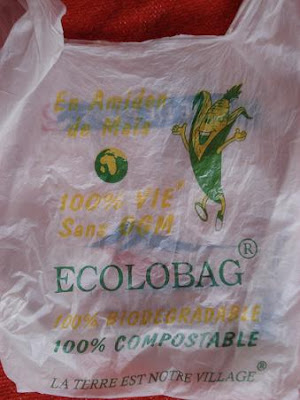 En Amidon
de Maïs
100% VIE'
Sans OGM
ECOLOBAG®
100% BIODEGRADABLE
100% COMPOSTABLE
LA TERRE EST NOTRE VILLAGE®